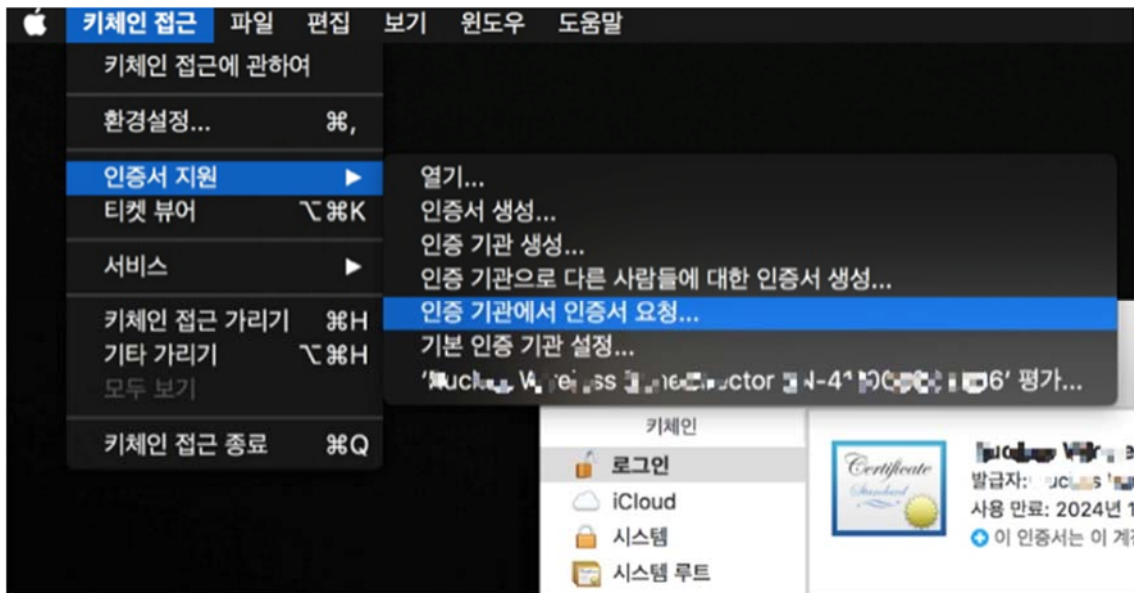 키체인 접근 파일 편집 보기 윈도우 도움말
키체인 접근에 관하여
환경설정... ⌘,
인증서 지원 ▶
티켓 뷰어 ⌥⌘K
서비스 ▶
키체인 접근 가리기 ⌘H
기타 가리기 ⌥⌘H
모두 보기
키체인 접근 종료 ⌘Q
열기...
인증서 생성...
인증 기관 생성...
인증 기관으로 다른 사람들에 대한 인증서 생성...
인증 기관에서 인증서 요청...
기본 인증 기관 설정...
평가...
키체인
로그인
iCloud
시스템
시스템 루트
Certificate
Standard
발급자:
사용 만료: 2024년 1
이 인증서는 이 계정